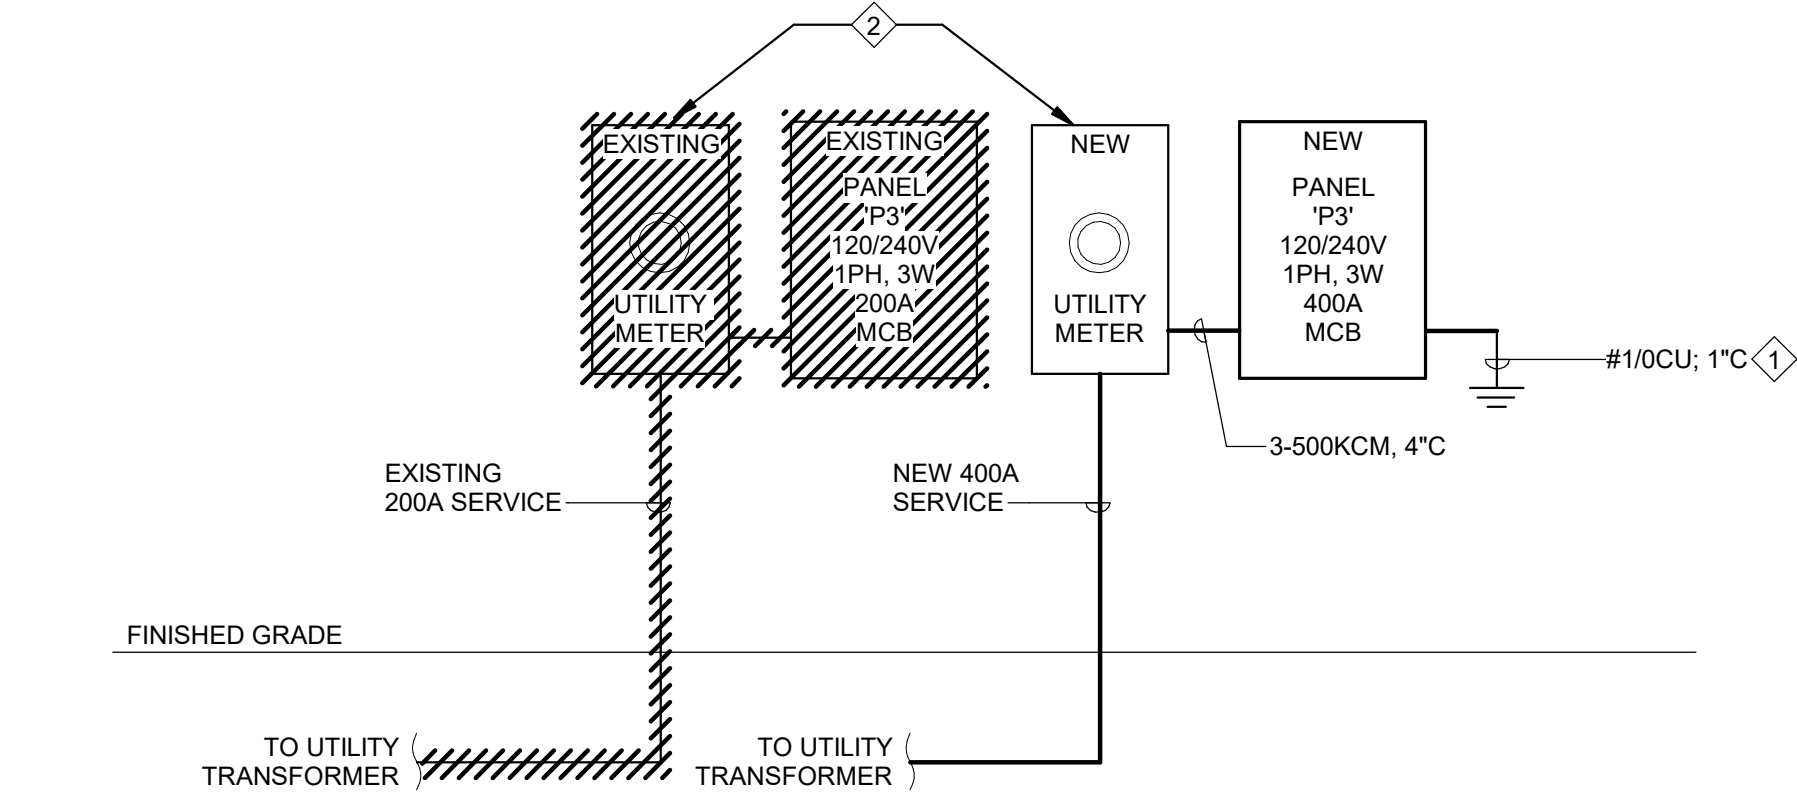 2
EXISTING
UTILITY
METER
EXISTING
PANEL
'P3'
120/240V
1PH, 3W
200A
MCB
NEW
UTILITY
METER
NEW
PANEL
'P3'
120/240V
1PH, 3W
400A
MCB
#1/0CU; 1"C 1
3-500KCM, 4"C
EXISTING
200A SERVICE
NEW 400A
SERVICE
FINISHED GRADE
TO UTILITY
TRANSFORMER
TO UTILITY
TRANSFORMER